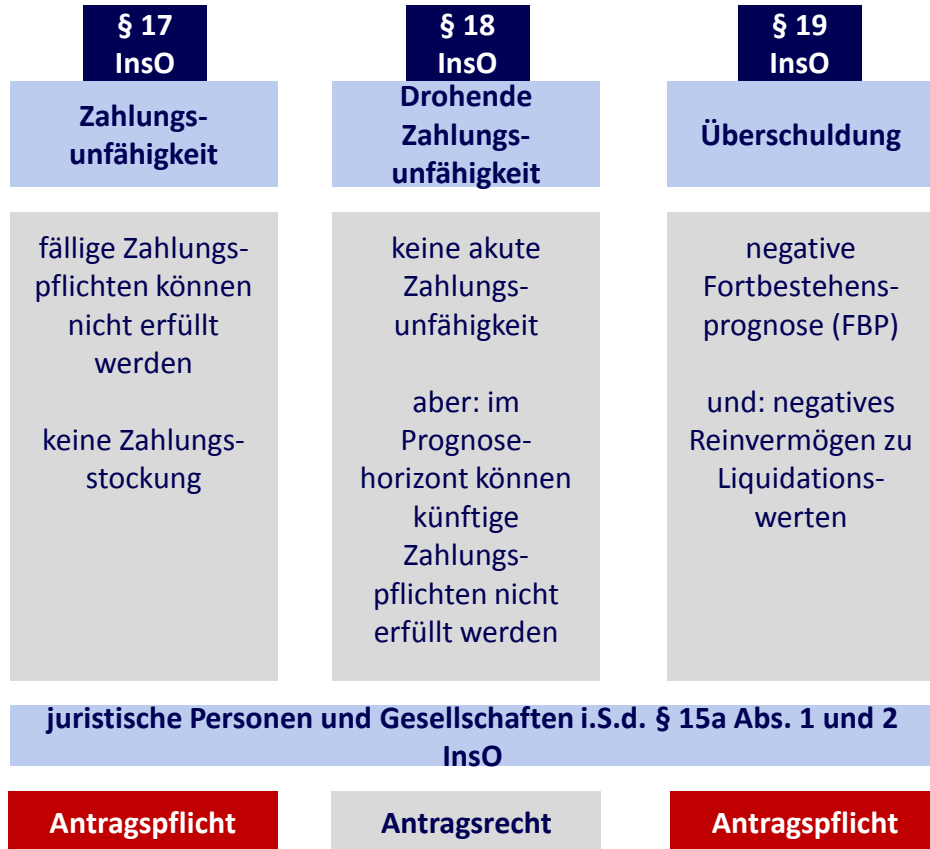 § 17
InsO
Zahlungs-
unfähigkeit
fällige Zahlungs-
pflichten können
nicht erfüllt
werden
keine Zahlungs-
stockung
§ 18
InsO
Drohende
Zahlungs-
unfähigkeit
keine akute
Zahlungs-
unfähigkeit
aber: im
Prognose-
horizont können
künftige
Zahlungs-
pflichten nicht
erfüllt werden
§ 19
InsO
Überschuldung
negative
Fortbestehens-
prognose (FBP)
und: negatives
Reinvermögen zu
Liquidations-
werten
juristische Personen und Gesellschaften i.S.d. § 15a Abs. 1 und 2
InsO
Antragspflicht
Antragsrecht
Antragspflicht